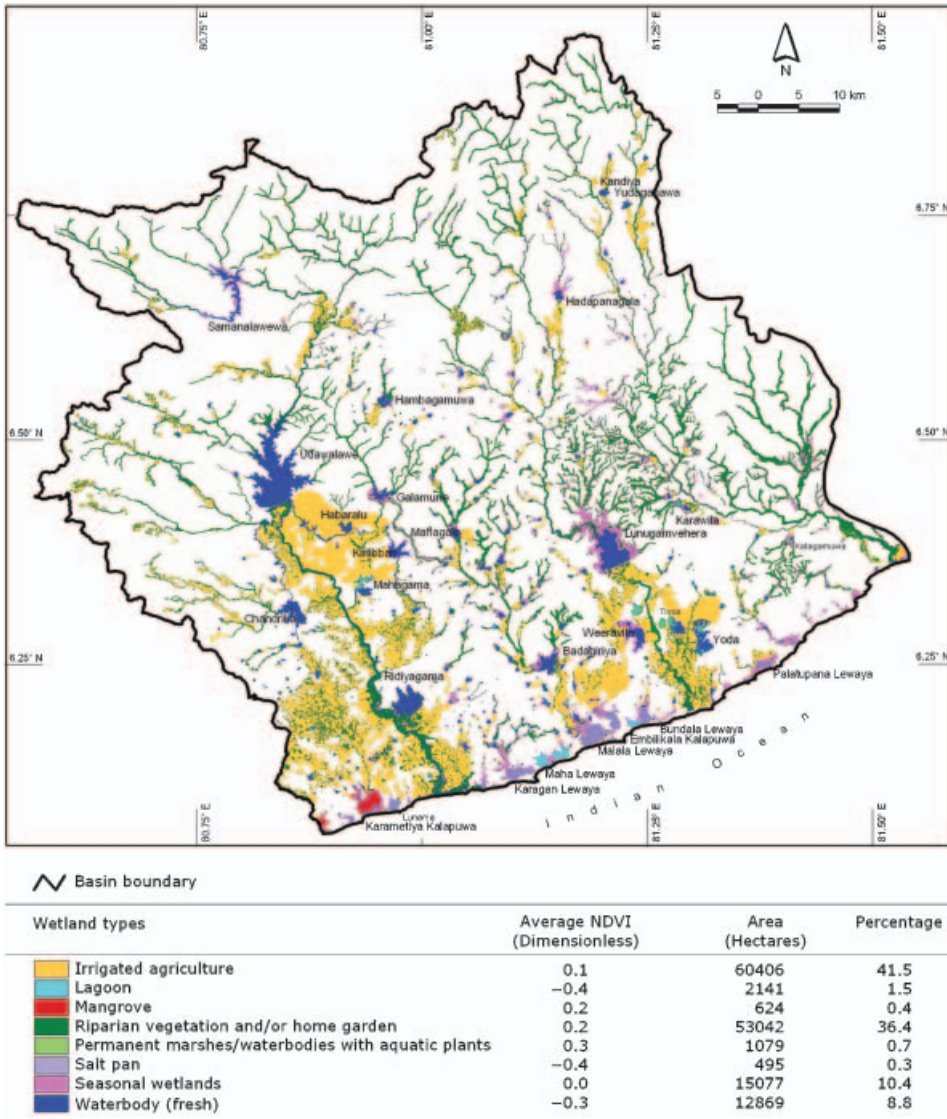 80.75° E
81.00° E
81.25° E
81.50° E
N
5 0 5 10 km
Kandiya
Yudaganawa
6.75° N
6.75° N
Hadapanagala
Samanalawewa
Hambagamuwa
6.50° N
6.50° N
Udawalawe
Galamuna
Habaralu
Karawila
Lunugamvehera
Mahagama
Tissa
Weeravila
Yoda
Badagiriya
6.25° N
6.25° N
Ridiyagama
Palatupana Lewaya
Bundala Lewaya
Embilikala Kalapuwa
Malala Lewaya
Maha Lewaya
Karagan Lewaya
Indian Ocean
Karametiya Kalapuwa
80.75° E
81.00° E
81.25° E
81.50° E
Basin boundary
Wetland types Average NDVI Area Percentage
(Dimensionless) (Hectares)
Irrigated agriculture 0.1 60406 41.5
Lagoon −0.4 2141 1.5
Mangrove 0.2 624 0.4
Riparian vegetation and/or home garden 0.2 53042 36.4
Permanent marshes/waterbodies with aquatic plants 0.3 1079 0.7
Salt pan −0.4 495 0.3
Seasonal wetlands 0.0 15077 10.4
Waterbody (fresh) −0.3 12869 8.8